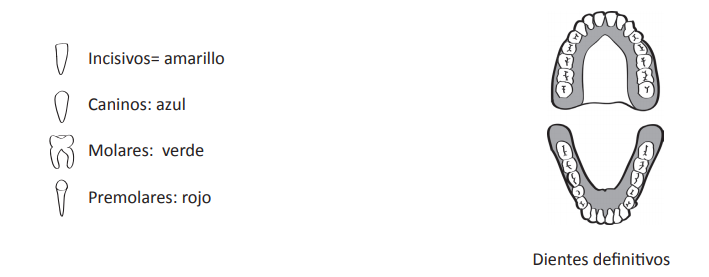 Incisivos= amarillo
Caninos: azul
Molares: verde
Premolares: rojo
Dientes definitivos